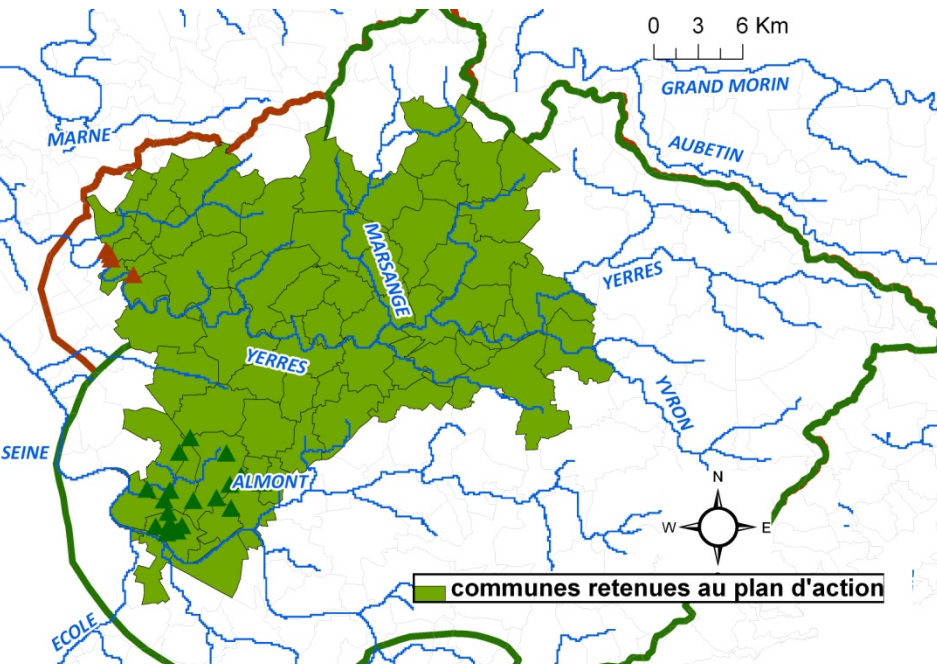 0 3 6 Km
GRAND MORIN
MARNE
AUBETIN
MARSANGE
YERRES
YERRES
YVRON
SEINE
ALMONT
N
W E
communes retenues au plan d'action
ECOLE